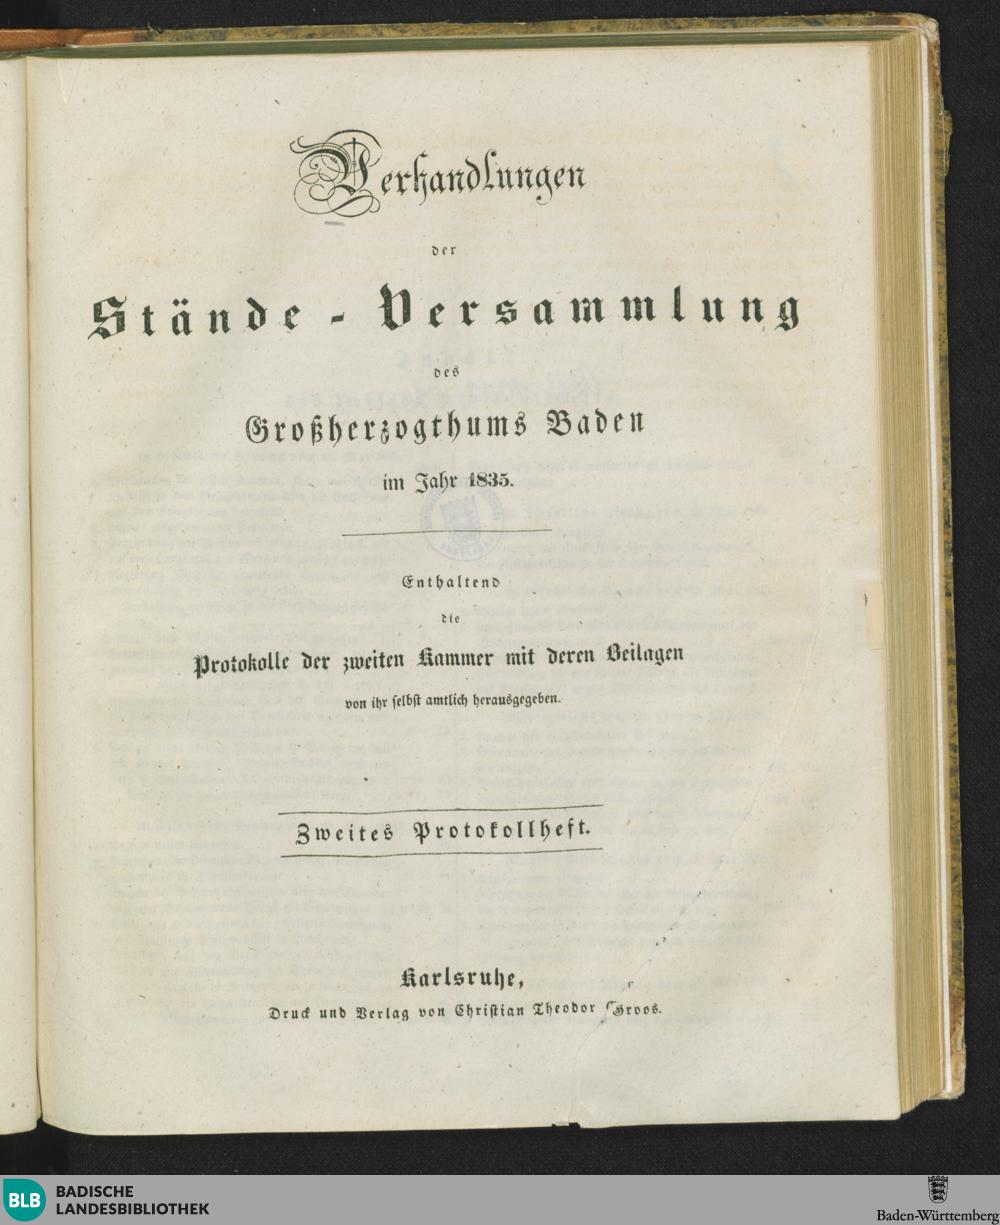 Verhandlungen
der
Stände-Versammlung
des
Großherzogthums Baden
im Jahr 1835.
Enthaltend
die
Protokolle der zweiten Kammer mit deren Beilagen
von ihr selbst amtlich herausgegeben.
Zweites Protokollheft.
Karlsruhe,
Druck und Verlag von Christian Theodor Groos.
BLB
BADISCHE
LANDESBIBLIOTHEK
Baden-Württemberg